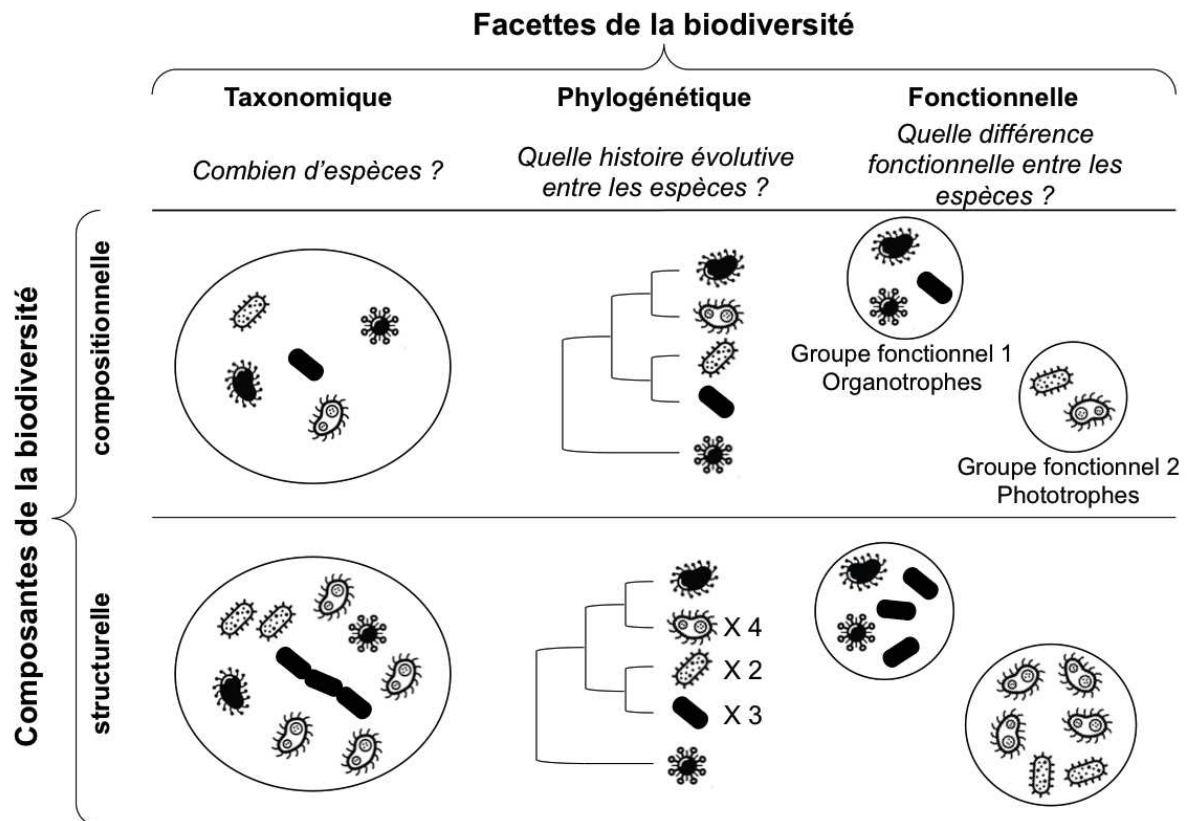 Facettes de la biodiversité
Taxonomique
Combien d'espèces ?
Phylogénétique
Quelle histoire évolutive
entre les espèces ?
Fonctionnelle
Quelle différence
fonctionnelle entre les
espèces ?
Composantes de la biodiversité
compositionnelle
Groupe fonctionnel 1
Organotrophes
Groupe fonctionnel 2
Phototrophes
structurelle
X 4
X 2
X 3